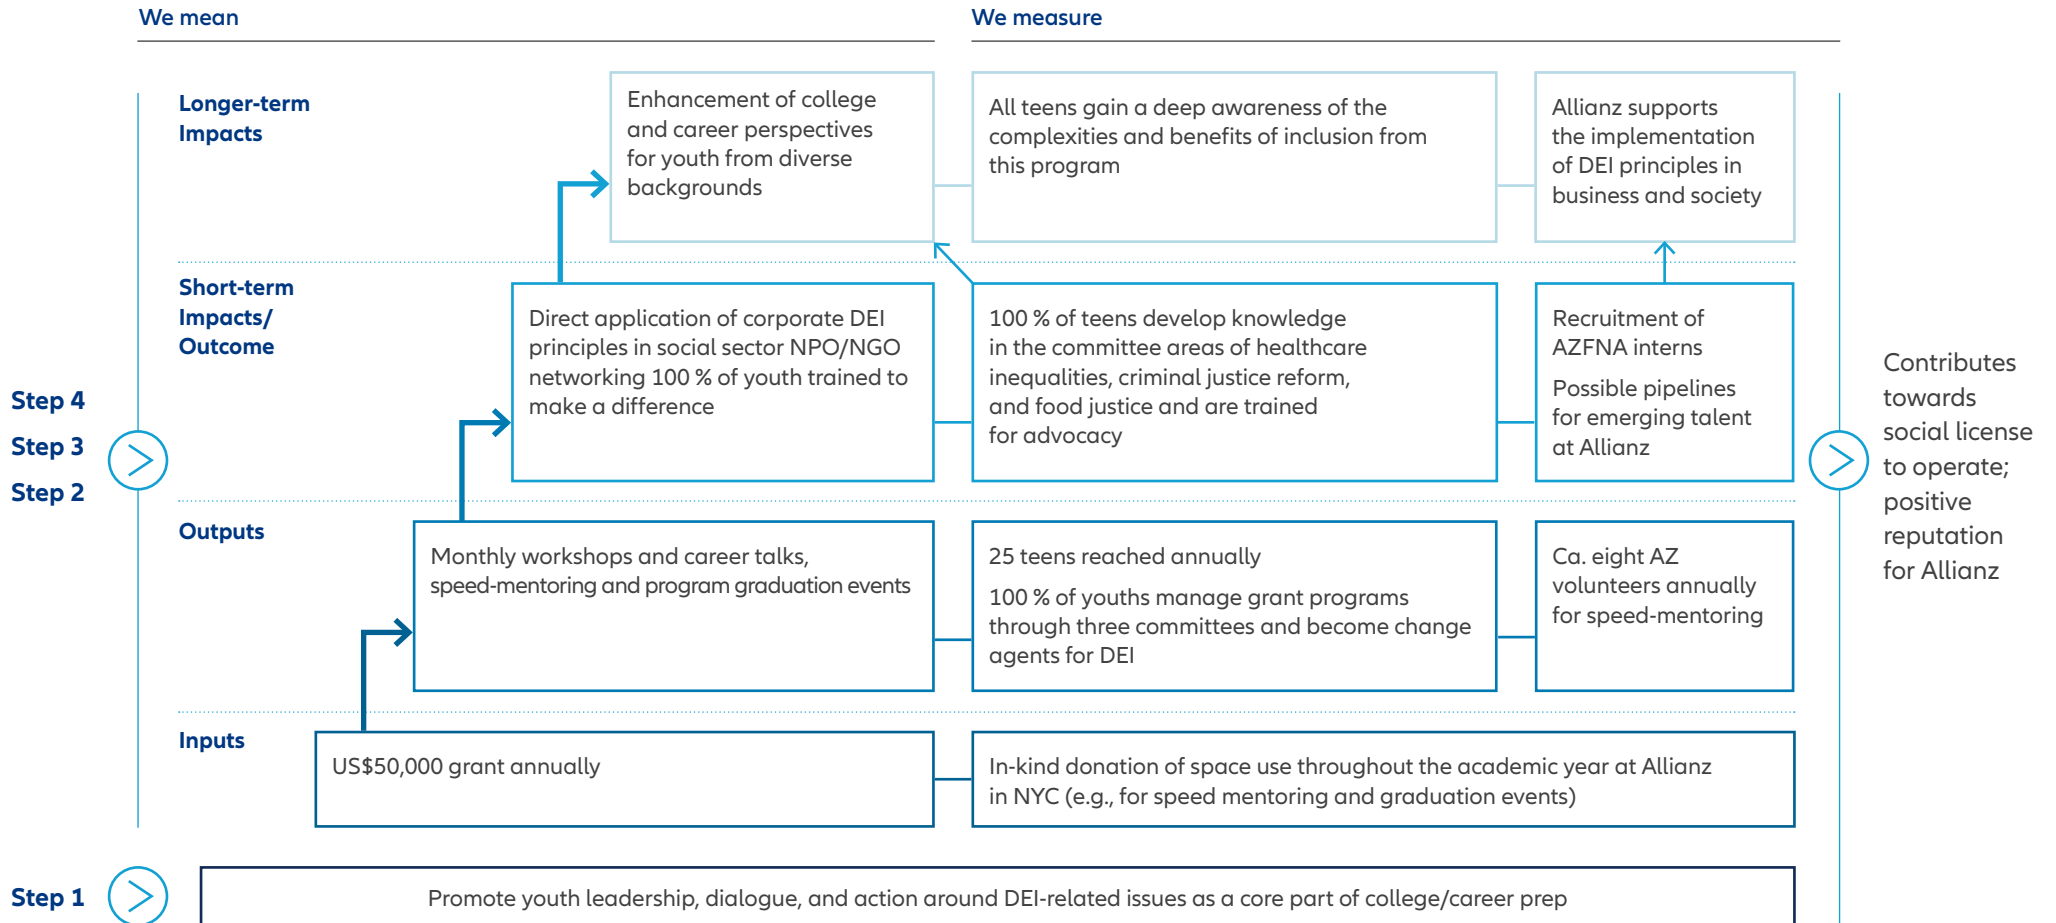 We mean
We measure
Longer-term
Impacts
Enhancement of college
and career perspectives
for youth from diverse
backgrounds
All teens gain a deep awareness of the
complexities and benefits of inclusion from
this program
Allianz supports
the implementation
of DEI principles in
business and society
Short-term
Impacts/
Outcome
Direct application of corporate DEI
principles in social sector NPO/NGO
networking 100 % of youth trained to
make a difference
100 % of teens develop knowledge
in the committee areas of healthcare
inequalities, criminal justice reform,
and food justice and are trained
for advocacy
Recruitment of
AZFNA interns
Possible pipelines
for emerging talent
at Allianz
Step 4
Step 3
Step 2
Contributes
towards
social license
to operate;
positive
reputation
for Allianz
Outputs
Monthly workshops and career talks,
speed-mentoring and program graduation events
25 teens reached annually
100 % of youths manage grant programs
through three committees and become change
agents for DEI
Ca. eight AZ
volunteers annually
for speed-mentoring
Inputs
US$50,000 grant annually
In-kind donation of space use throughout the academic year at Allianz
in NYC (e.g., for speed mentoring and graduation events)
Step 1
Promote youth leadership, dialogue, and action around DEI-related issues as a core part of college/career prep